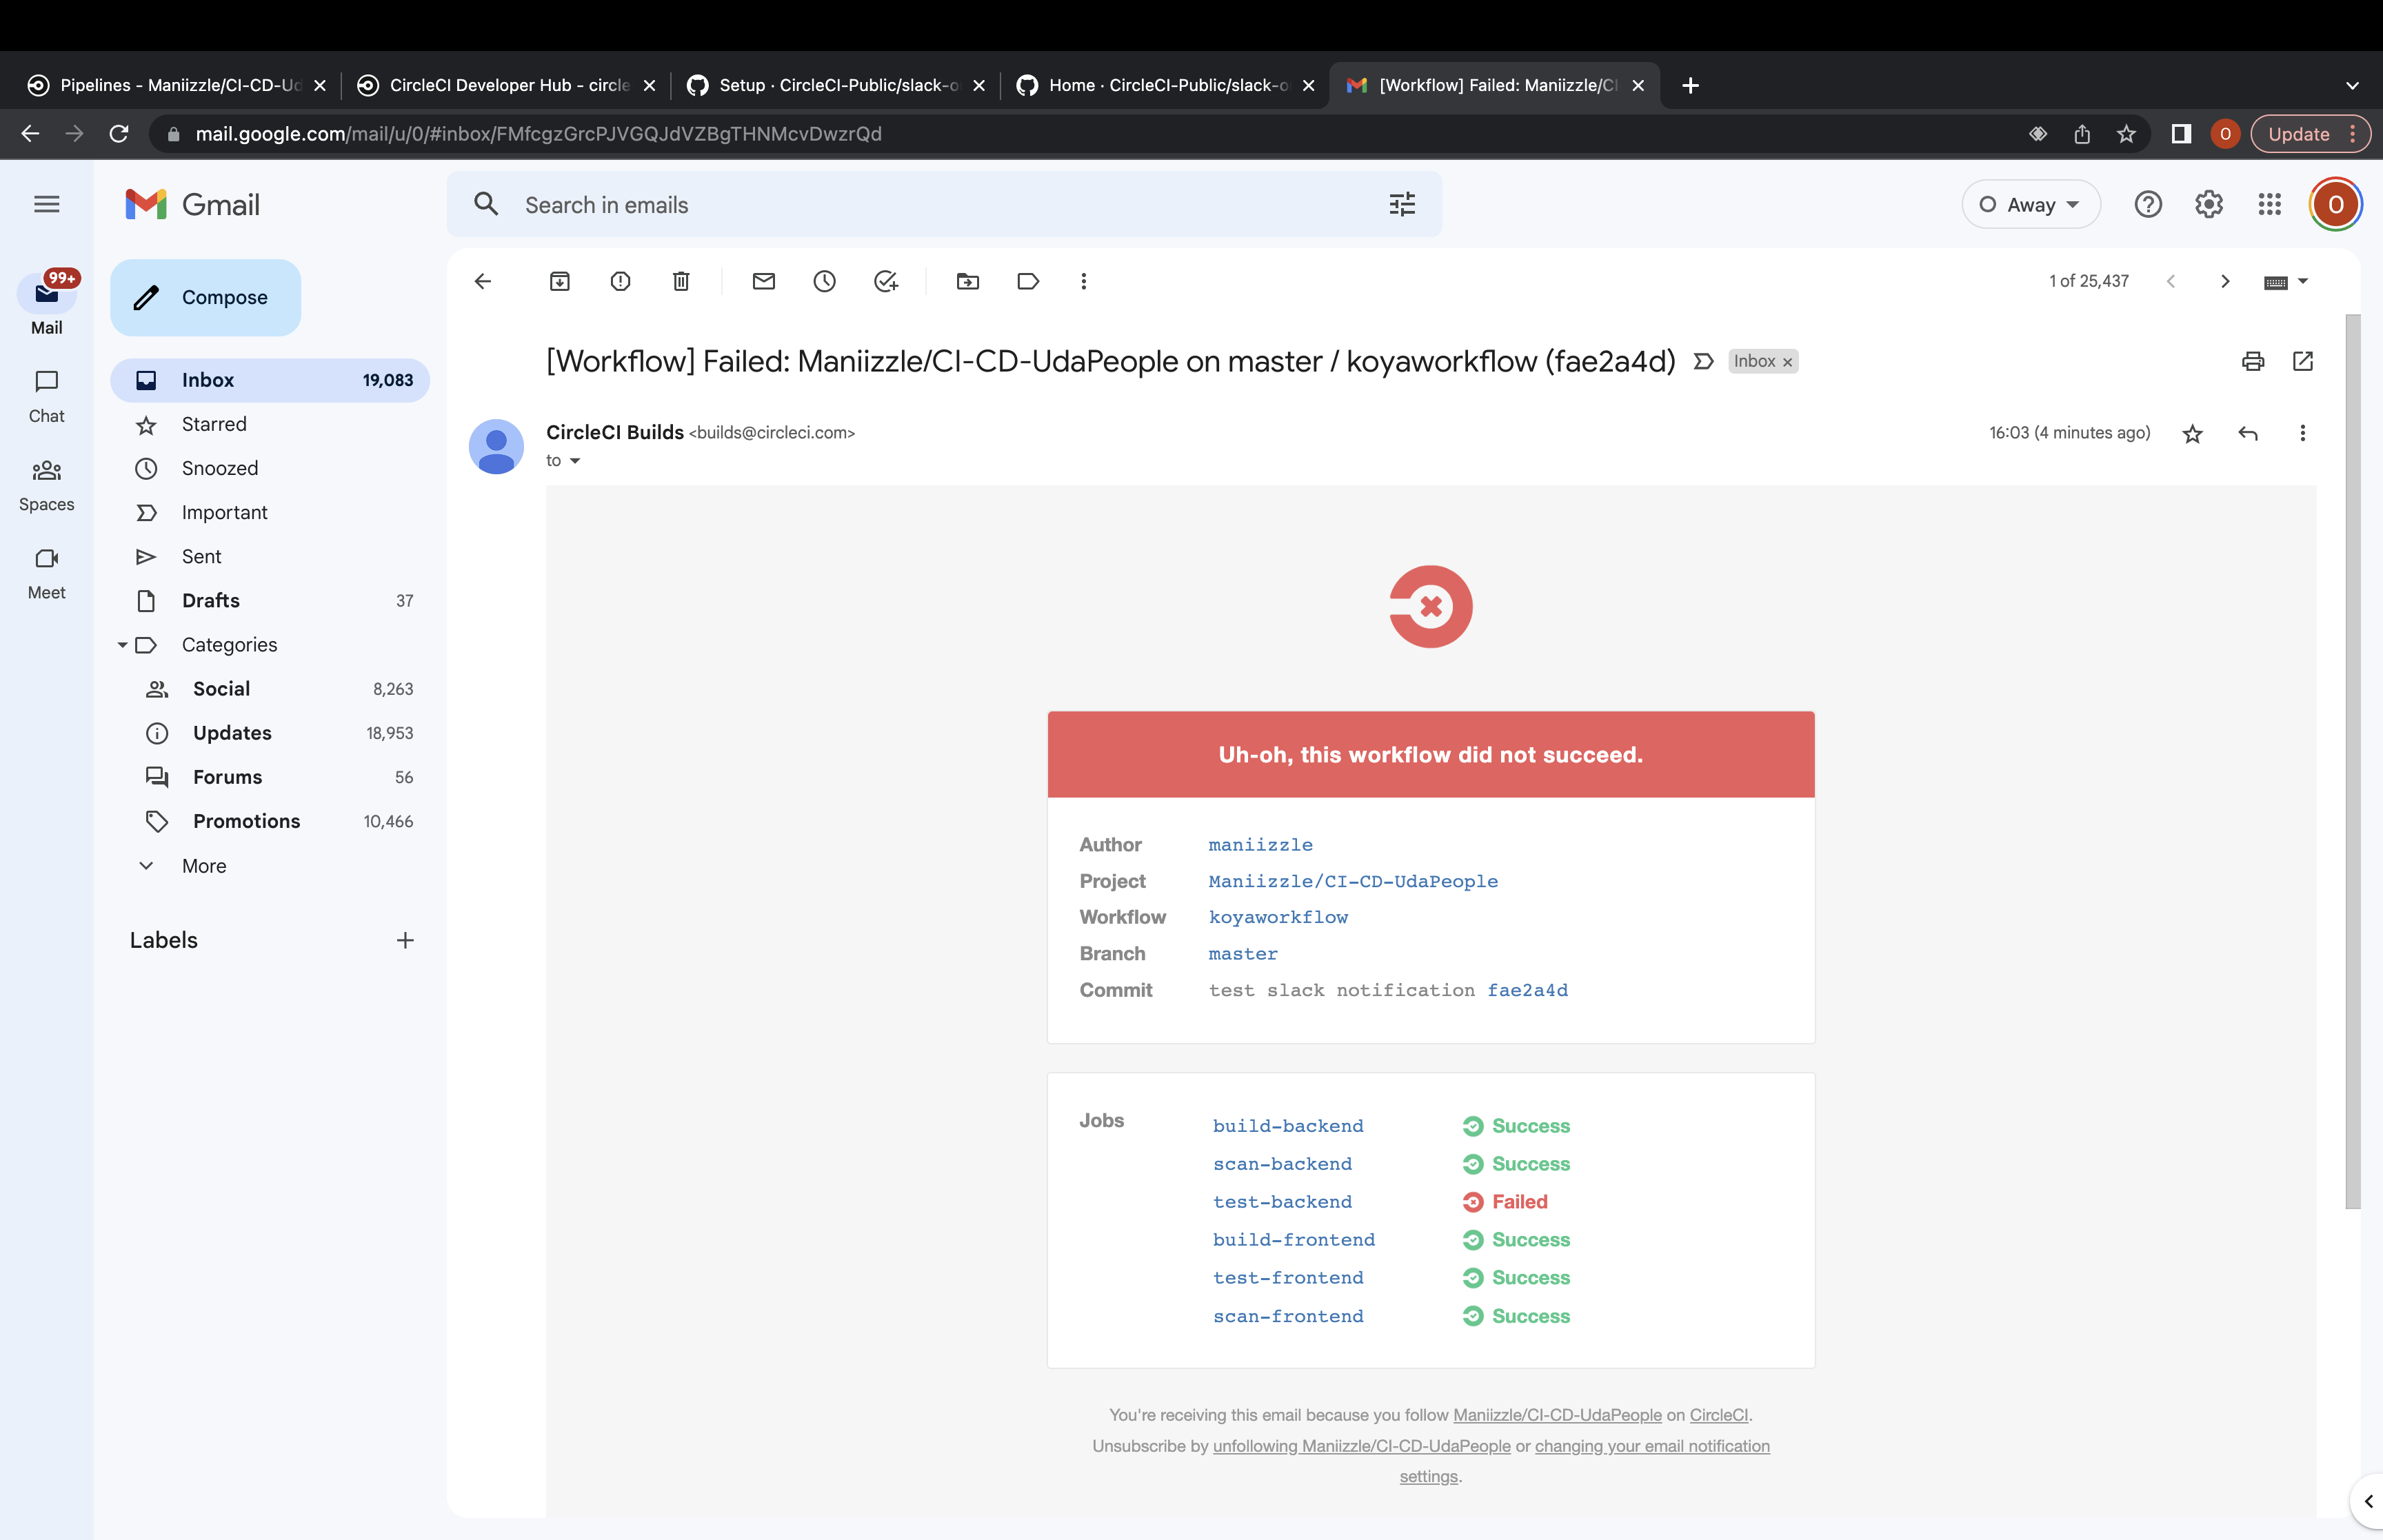 Pipelines - Maniizzle/CI-CD-Ud
CircleCI Developer Hub - circle
Setup · CircleCI-Public/slack-o
Home · CircleCI-Public/slack-o
[Workflow] Failed: Maniizzle/CI
mail.google.com/mail/u/0/#inbox/FMfcgzGrcPJVGQJdVZBgTHNMcvDwzrQd
O
Update
Gmail
Search in emails
Away
O
99+
Mail
Chat
Spaces
Meet
Compose
Inbox 19,083
Starred
Snoozed
Important
Sent
Drafts 37
Categories
Social 8,263
Updates 18,953
Forums 56
Promotions 10,466
More
Labels
1 of 25,437
[Workflow] Failed: Maniizzle/CI-CD-UdaPeople on master / koyaworkflow (fae2a4d) Inbox
CircleCI Builds <builds@circleci.com>
16:03 (4 minutes ago)
to
Uh-oh, this workflow did not succeed.
Author maniizzle
Project Maniizzle/CI-CD-UdaPeople
Workflow koyaworkflow
Branch master
Commit test slack notification fae2a4d
Jobs build-backend Success
scan-backend Success
test-backend Failed
build-frontend Success
test-frontend Success
scan-frontend Success
You're receiving this email because you follow Maniizzle/CI-CD-UdaPeople on CircleCI.
Unsubscribe by unfollowing Maniizzle/CI-CD-UdaPeople or changing your email notification
settings.